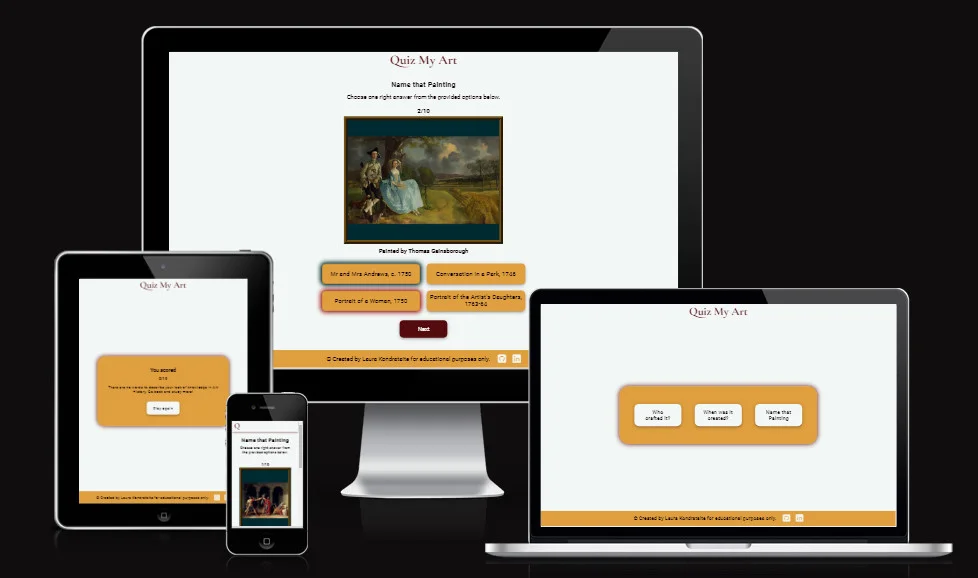 Quiz My Art
Name that Painting
Choose one right answer from the provided options below.
2/10
Painted by Thomas Gainsborough
Mr and Mrs Andrews, c. 1750
Conversation in a Park, 1746
Portrait of a Woman, 1750
Portrait of the Artist's Daughters,
1763-64
Next
© Created by Laura Kondrataite for educational purposes only.
Quiz My Art
You scored
Play again
© Created by Laura Kondrataite for educational purposes only.
Q
Name that Painting
Choose one right answer from
the provided options below.
1/10
Quiz My Art
Who
crafted it?
When was it
created?
Name that
Painting
© Created by Laura Kondrataite for educational purposes only.